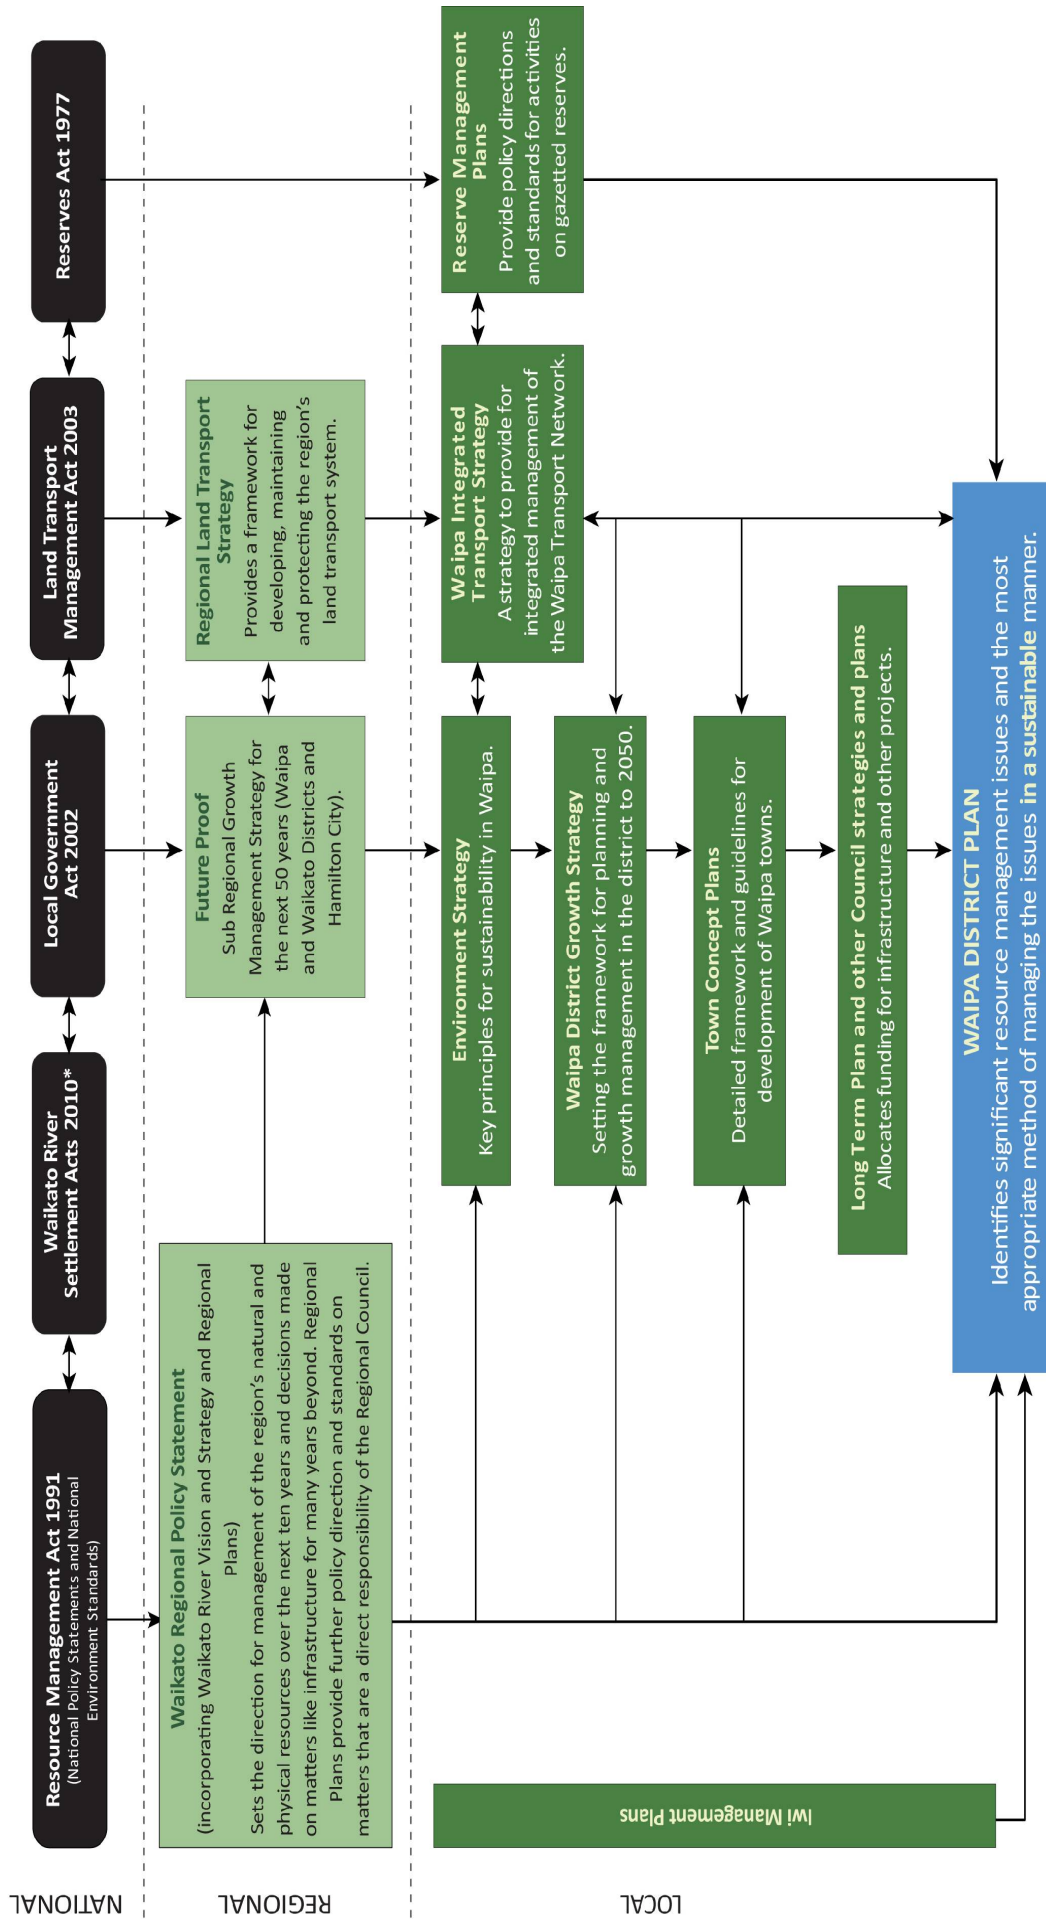 NATIONAL
Resource Management Act 1991
(National Policy Statements and National
Environment Standards)
Waikato River
Settlement Acts 2010*
Local Government
Act 2002
Land Transport
Management Act 2003
Reserves Act 1977
REGIONAL
Waikato Regional Policy Statement
(incorporating Waikato River Vision and Strategy and Regional
Plans)
Sets the direction for management of the region's natural and
physical resources over the next ten years and decisions made
on matters like infrastructure for many years beyond. Regional
Plans provide further policy direction and standards on
matters that are a direct responsibility of the Regional Council.
Future Proof
Sub Regional Growth
Management Strategy for
the next 50 years (Waipa
and Waikato Districts and
Hamilton City).
Regional Land Transport
Strategy
Provides a framework for
developing, maintaining
and protecting the region's
land transport system.
LOCAL
Iwi Management Plans
Environment Strategy
Key principles for sustainability in Waipa.
Waipa District Growth Strategy
Setting the framework for planning and
growth management in the district to 2050.
Town Concept Plans
Detailed framework and guidelines for
development of Waipa towns.
Long Term Plan and other Council strategies and plans
Allocates funding for infrastructure and other projects.
Waipa Integrated
Transport Strategy
A strategy to provide for
integrated management of
the Waipa Transport Network.
Reserve Management
Plans
Provide policy directions
and standards for activities
on gazetted reserves.
WAIPA DISTRICT PLAN
Identifies significant resource management issues and the most
appropriate method of managing the issues in a sustainable manner.